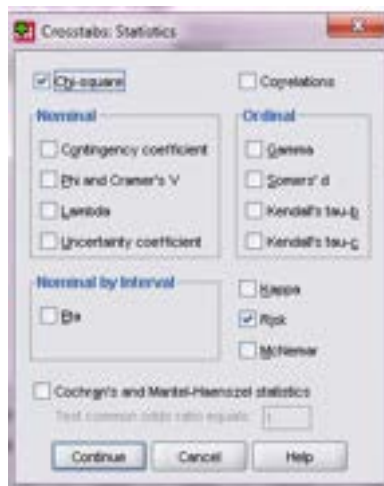 Crosstabs: Statistics
Chi-square
Correlations
Nominal
Contingency coefficient
Phi and Cramer's V
Lambda
Uncertainty coefficient
Ordinal
Gamma
Somers' d
Kendall's tau-b
Kendall's tau-c
Nominal by Interval
Eta
Kappa
Risk
McNemar
Cochran's and Mantel-Haenszel statistics
Test common odds ratio equals: 1
Continue Cancel Help